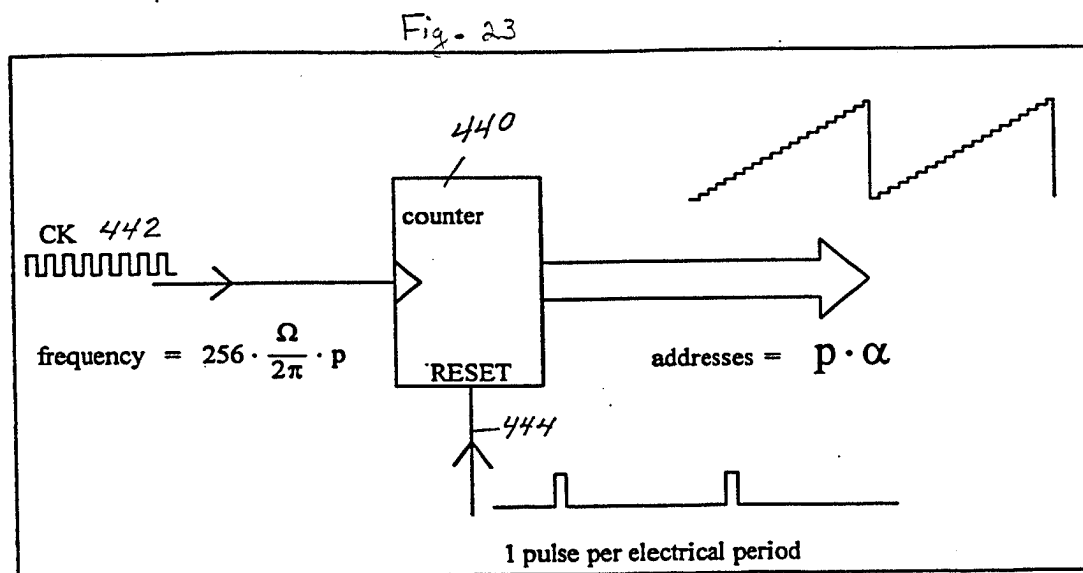 Fig. 23
440
counter
CK 442
frequency = 256 · Ω/2π · p
RESET
addresses = p · α
444
1 pulse per electrical period